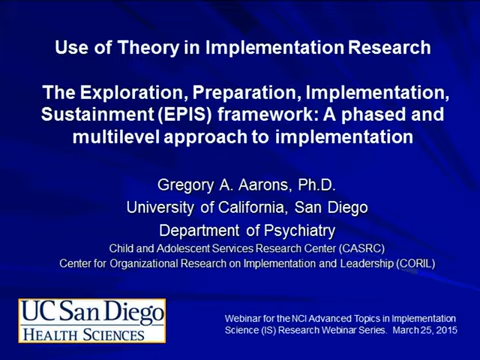 Use of Theory in Implementation Research
The Exploration, Preparation, Implementation,
Sustainment (EPIS) framework: A phased and
multilevel approach to implementation
Gregory A. Aarons, Ph.D.
University of California, San Diego
Department of Psychiatry
Child and Adolescent Services Research Center (CASRC)
Center for Organizational Research on Implementation and Leadership (CORIL)
UC San Diego
HEALTH SCIENCES
Webinar for the NCI Advanced Topics in Implementation
Science (IS) Research Webinar Series. March 25, 2015